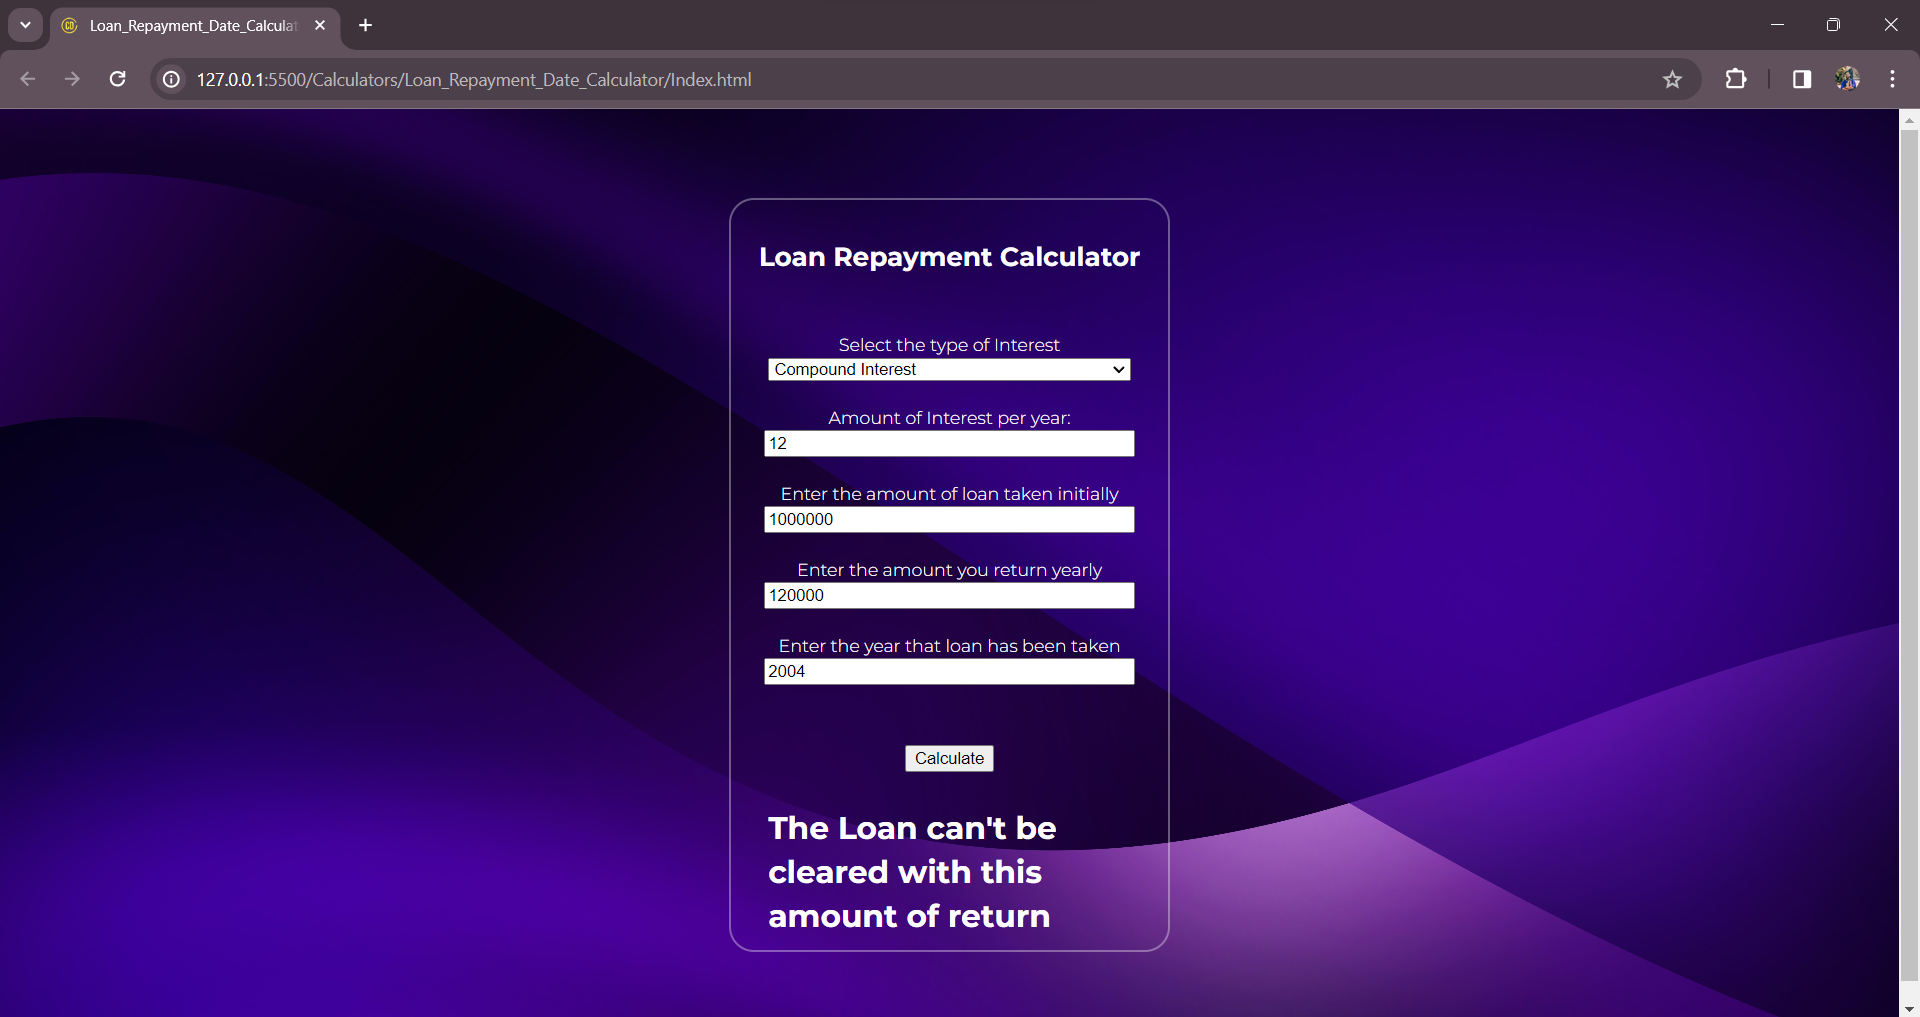 Loan_Repayment_Date_Calculat
127.0.0.1:5500/Calculators/Loan_Repayment_Date_Calculator/Index.html
Loan Repayment Calculator
Select the type of Interest
Compound Interest
Amount of Interest per year:
12
Enter the amount of loan taken initially
1000000
Enter the amount you return yearly
120000
Enter the year that loan has been taken
2004
Calculate
The Loan can't be
cleared with this
amount of return